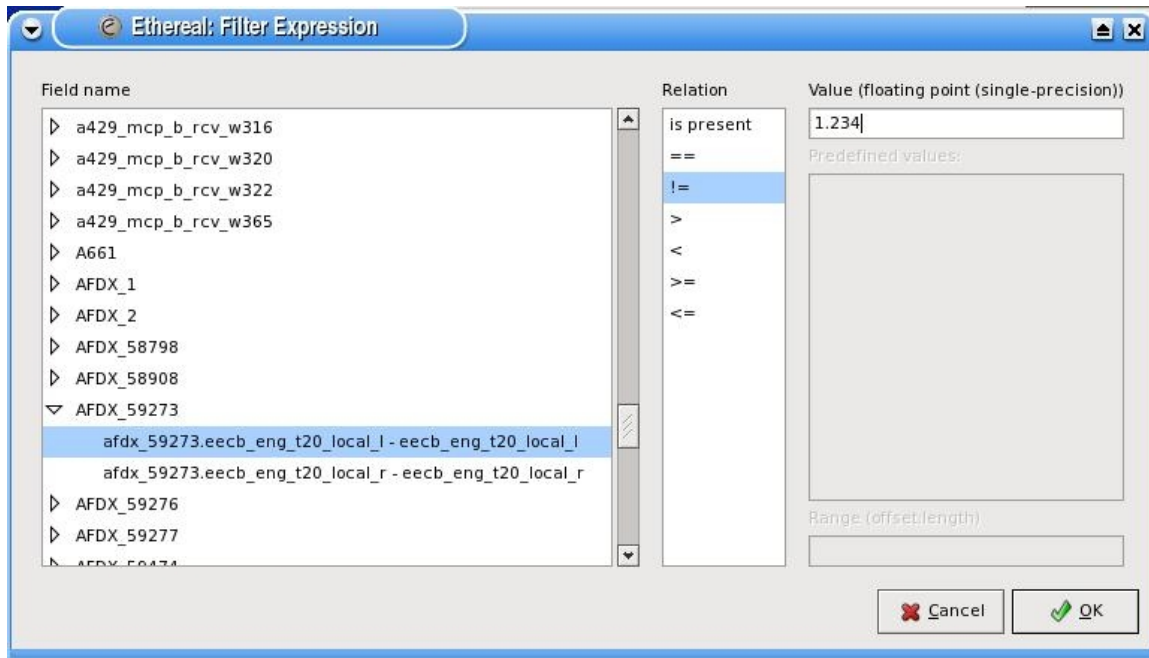 Ethereal: Filter Expression
Field name
a429_mcp_b_rcv_w316
a429_mcp_b_rcv_w320
a429_mcp_b_rcv_w322
a429_mcp_b_rcv_w365
A661
AFDX_1
AFDX_2
AFDX_58798
AFDX_58908
AFDX_59273
afdx_59273.eecb_eng_t20_local_l - eecb_eng_t20_local_l
afdx_59273.eecb_eng_t20_local_r - eecb_eng_t20_local_r
AFDX_59276
AFDX_59277
Relation
is present
==
!=
>
<
>=
<=
Value (floating point (single-precision))
1.234
Predefined values:
Range (offset:length)
Cancel
OK